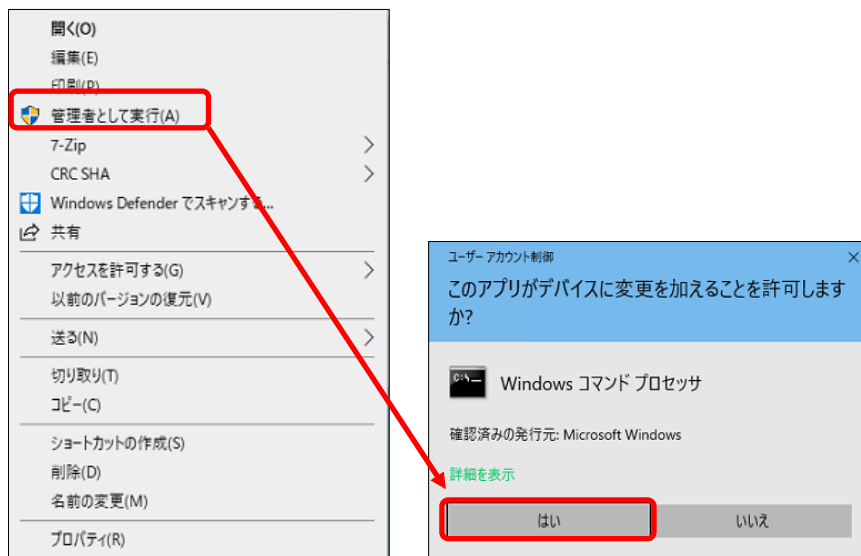 開く(O)
編集(E)
印刷(P)
管理者として実行(A)
7-Zip
CRC SHA
Windows Defender でスキャンする...
共有
アクセスを許可する(G)
以前のバージョンの復元(V)
送る(N)
切り取り(T)
コピー(C)
ショートカットの作成(S)
削除(D)
名前の変更(M)
プロパティ(R)
ユーザー アカウント制御
このアプリがデバイスに変更を加えることを許可します
か?
C:\
Windows コマンド プロセッサ
確認済みの発行元: Microsoft Windows
詳細を表示
はい
いいえ